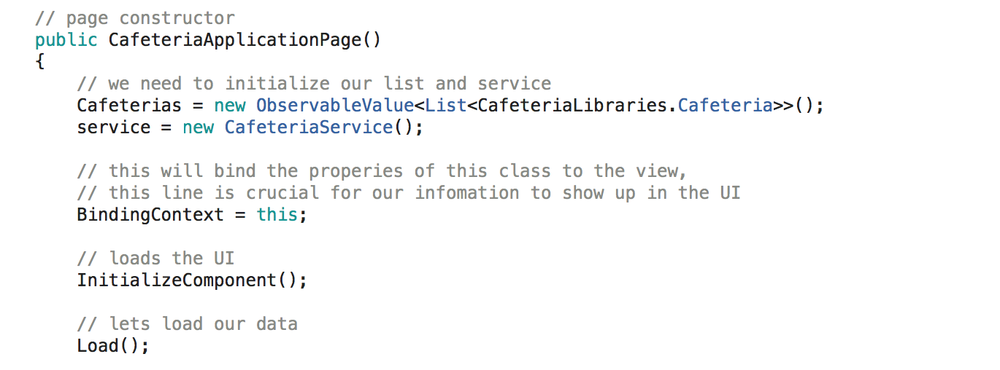 // page constructor
public CafeteriaApplicationPage()
{
// we need to initialize our list and service
Cafeterias = new ObservableValue<List<CafeteriaLibraries.Cafeteria>>();
service = new CafeteriaService();
// this will bind the properies of this class to the view,
// this line is crucial for our infomation to show up in the UI
BindingContext = this;
// loads the UI
InitializeComponent();
// lets load our data
Load();